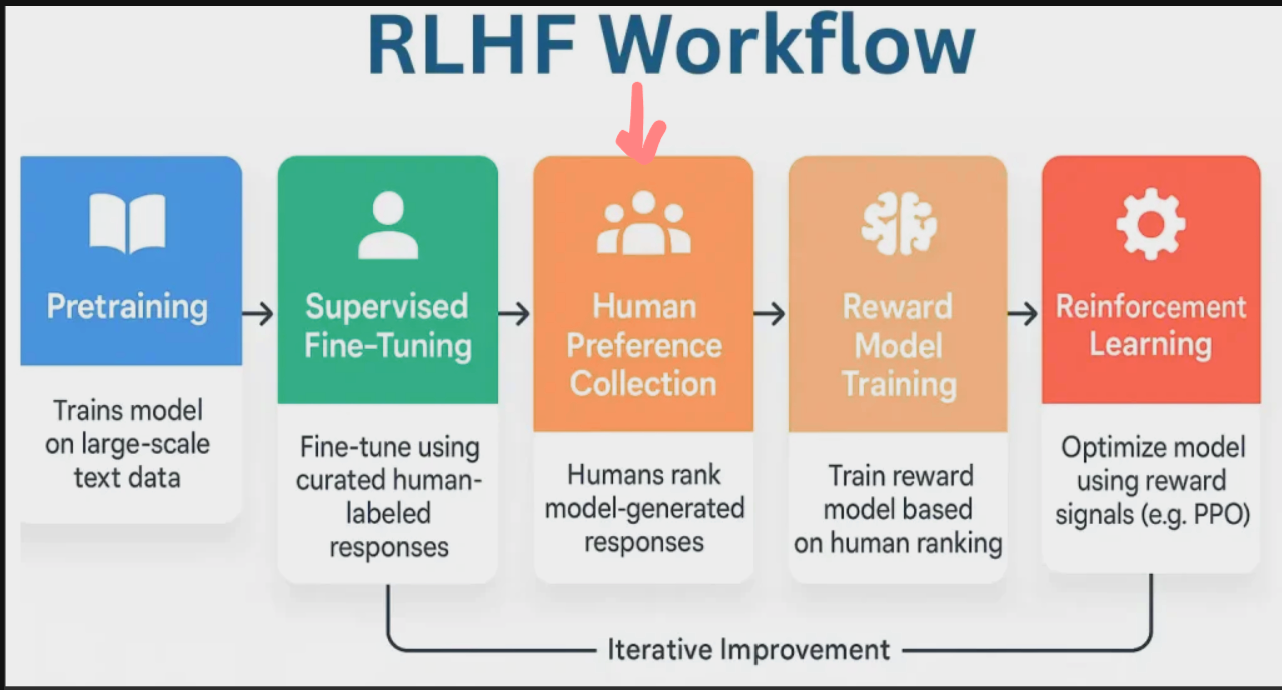 RLHF Workflow
Pretraining
Trains model
on large-scale
text data
Supervised
Fine-Tuning
Fine-tune using
curated human-
labeled
responses
Human
Preference
Collection
Humans rank
model-generated
responses
Reward
Model
Training
Train reward
model based
on human ranking
Reinforcement
Learning
Optimize model
using reward
signals (e.g. PPO)
Iterative Improvement